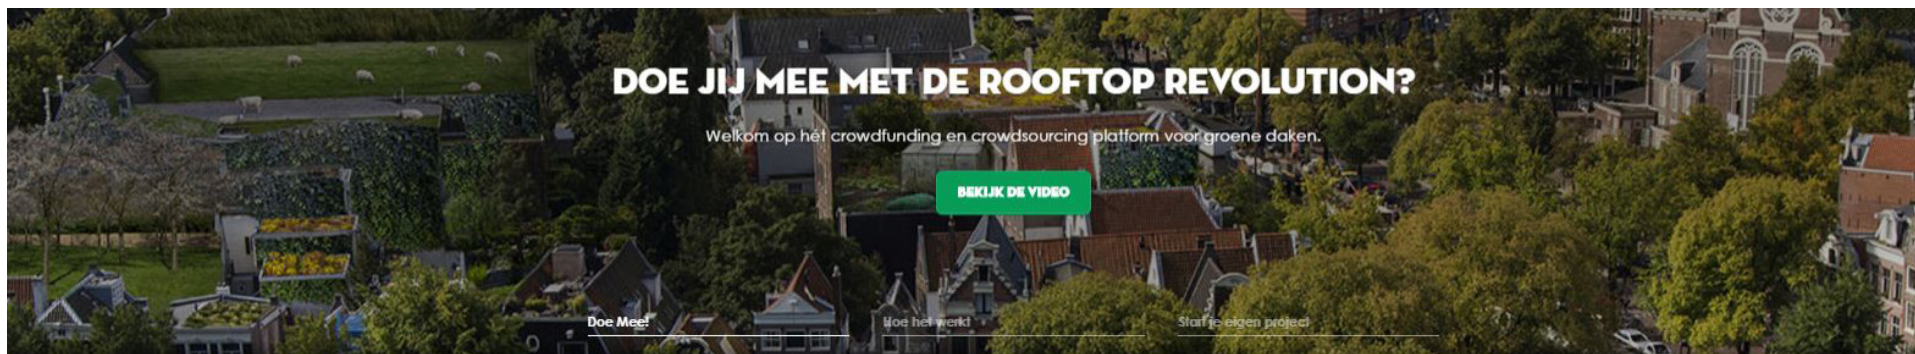 DOE JIJ MEE MET DE ROOFTOP REVOLUTION?
Welkom op hét crowdfunding en crowdsourcing platform voor groene daken.
BEKIJK DE VIDEO
Doe Mee!
Hoe het werkt
Start je eigen project